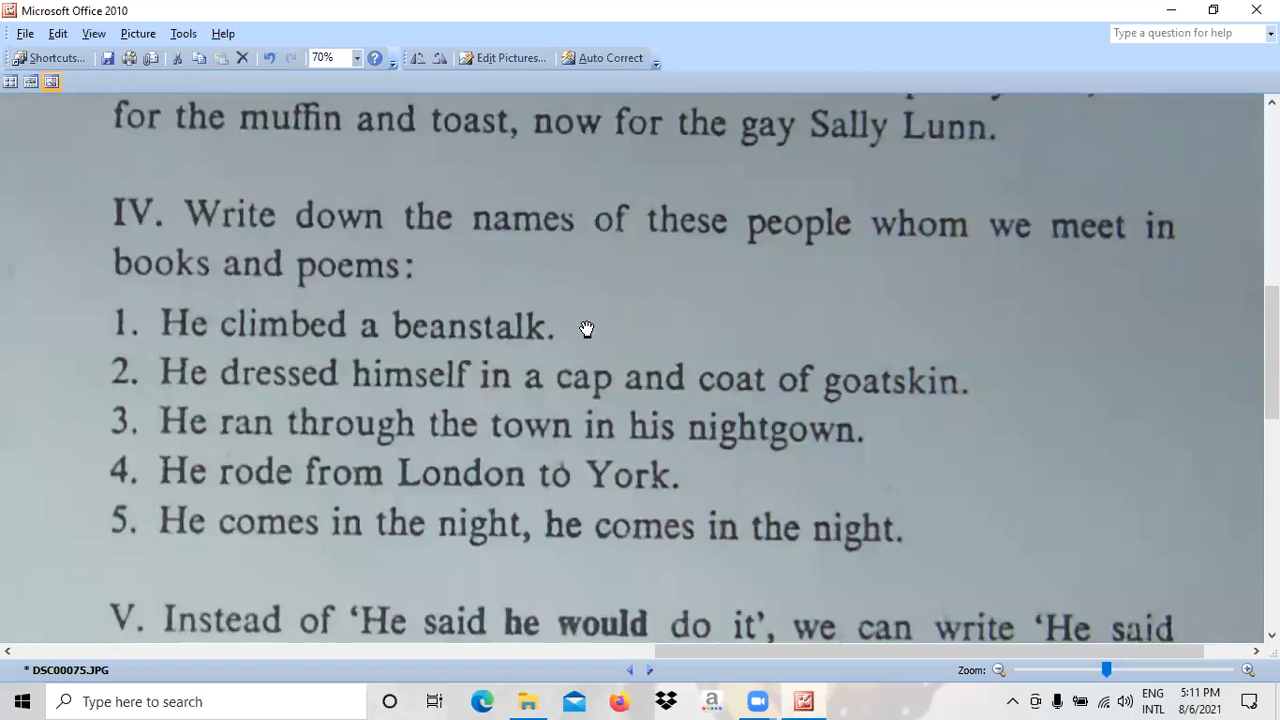 Microsoft Office 2010
File Edit View Picture Tools Help
Type a question for help
Shortcuts... 70% Edit Pictures... Auto Correct
for the muffin and toast, now for the gay Sally Lunn.
IV. Write down the names of these people whom we meet in
books and poems:
1. He climbed a beanstalk.
2. He dressed himself in a cap and coat of goatskin.
3. He ran through the town in his nightgown.
4. He rode from London to York.
5. He comes in the night, he comes in the night.
V. Instead of ‘He said he would do it’, we can write ‘He said
* DSC00075.JPG
Zoom:
Type here to search
ENG
INTL
5:11 PM
8/6/2021